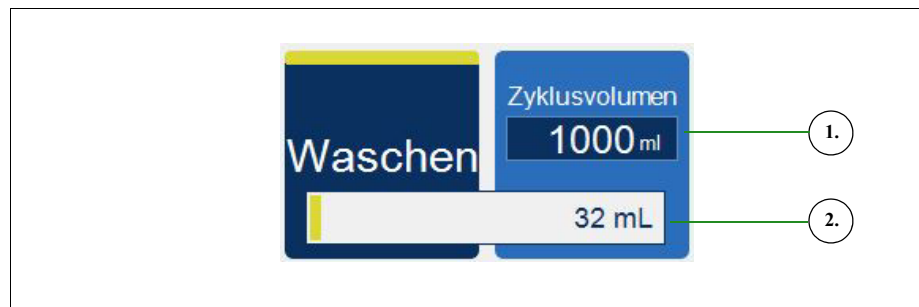 Zyklusvolumen
1000 ml
1.
Waschen
32 mL
2.